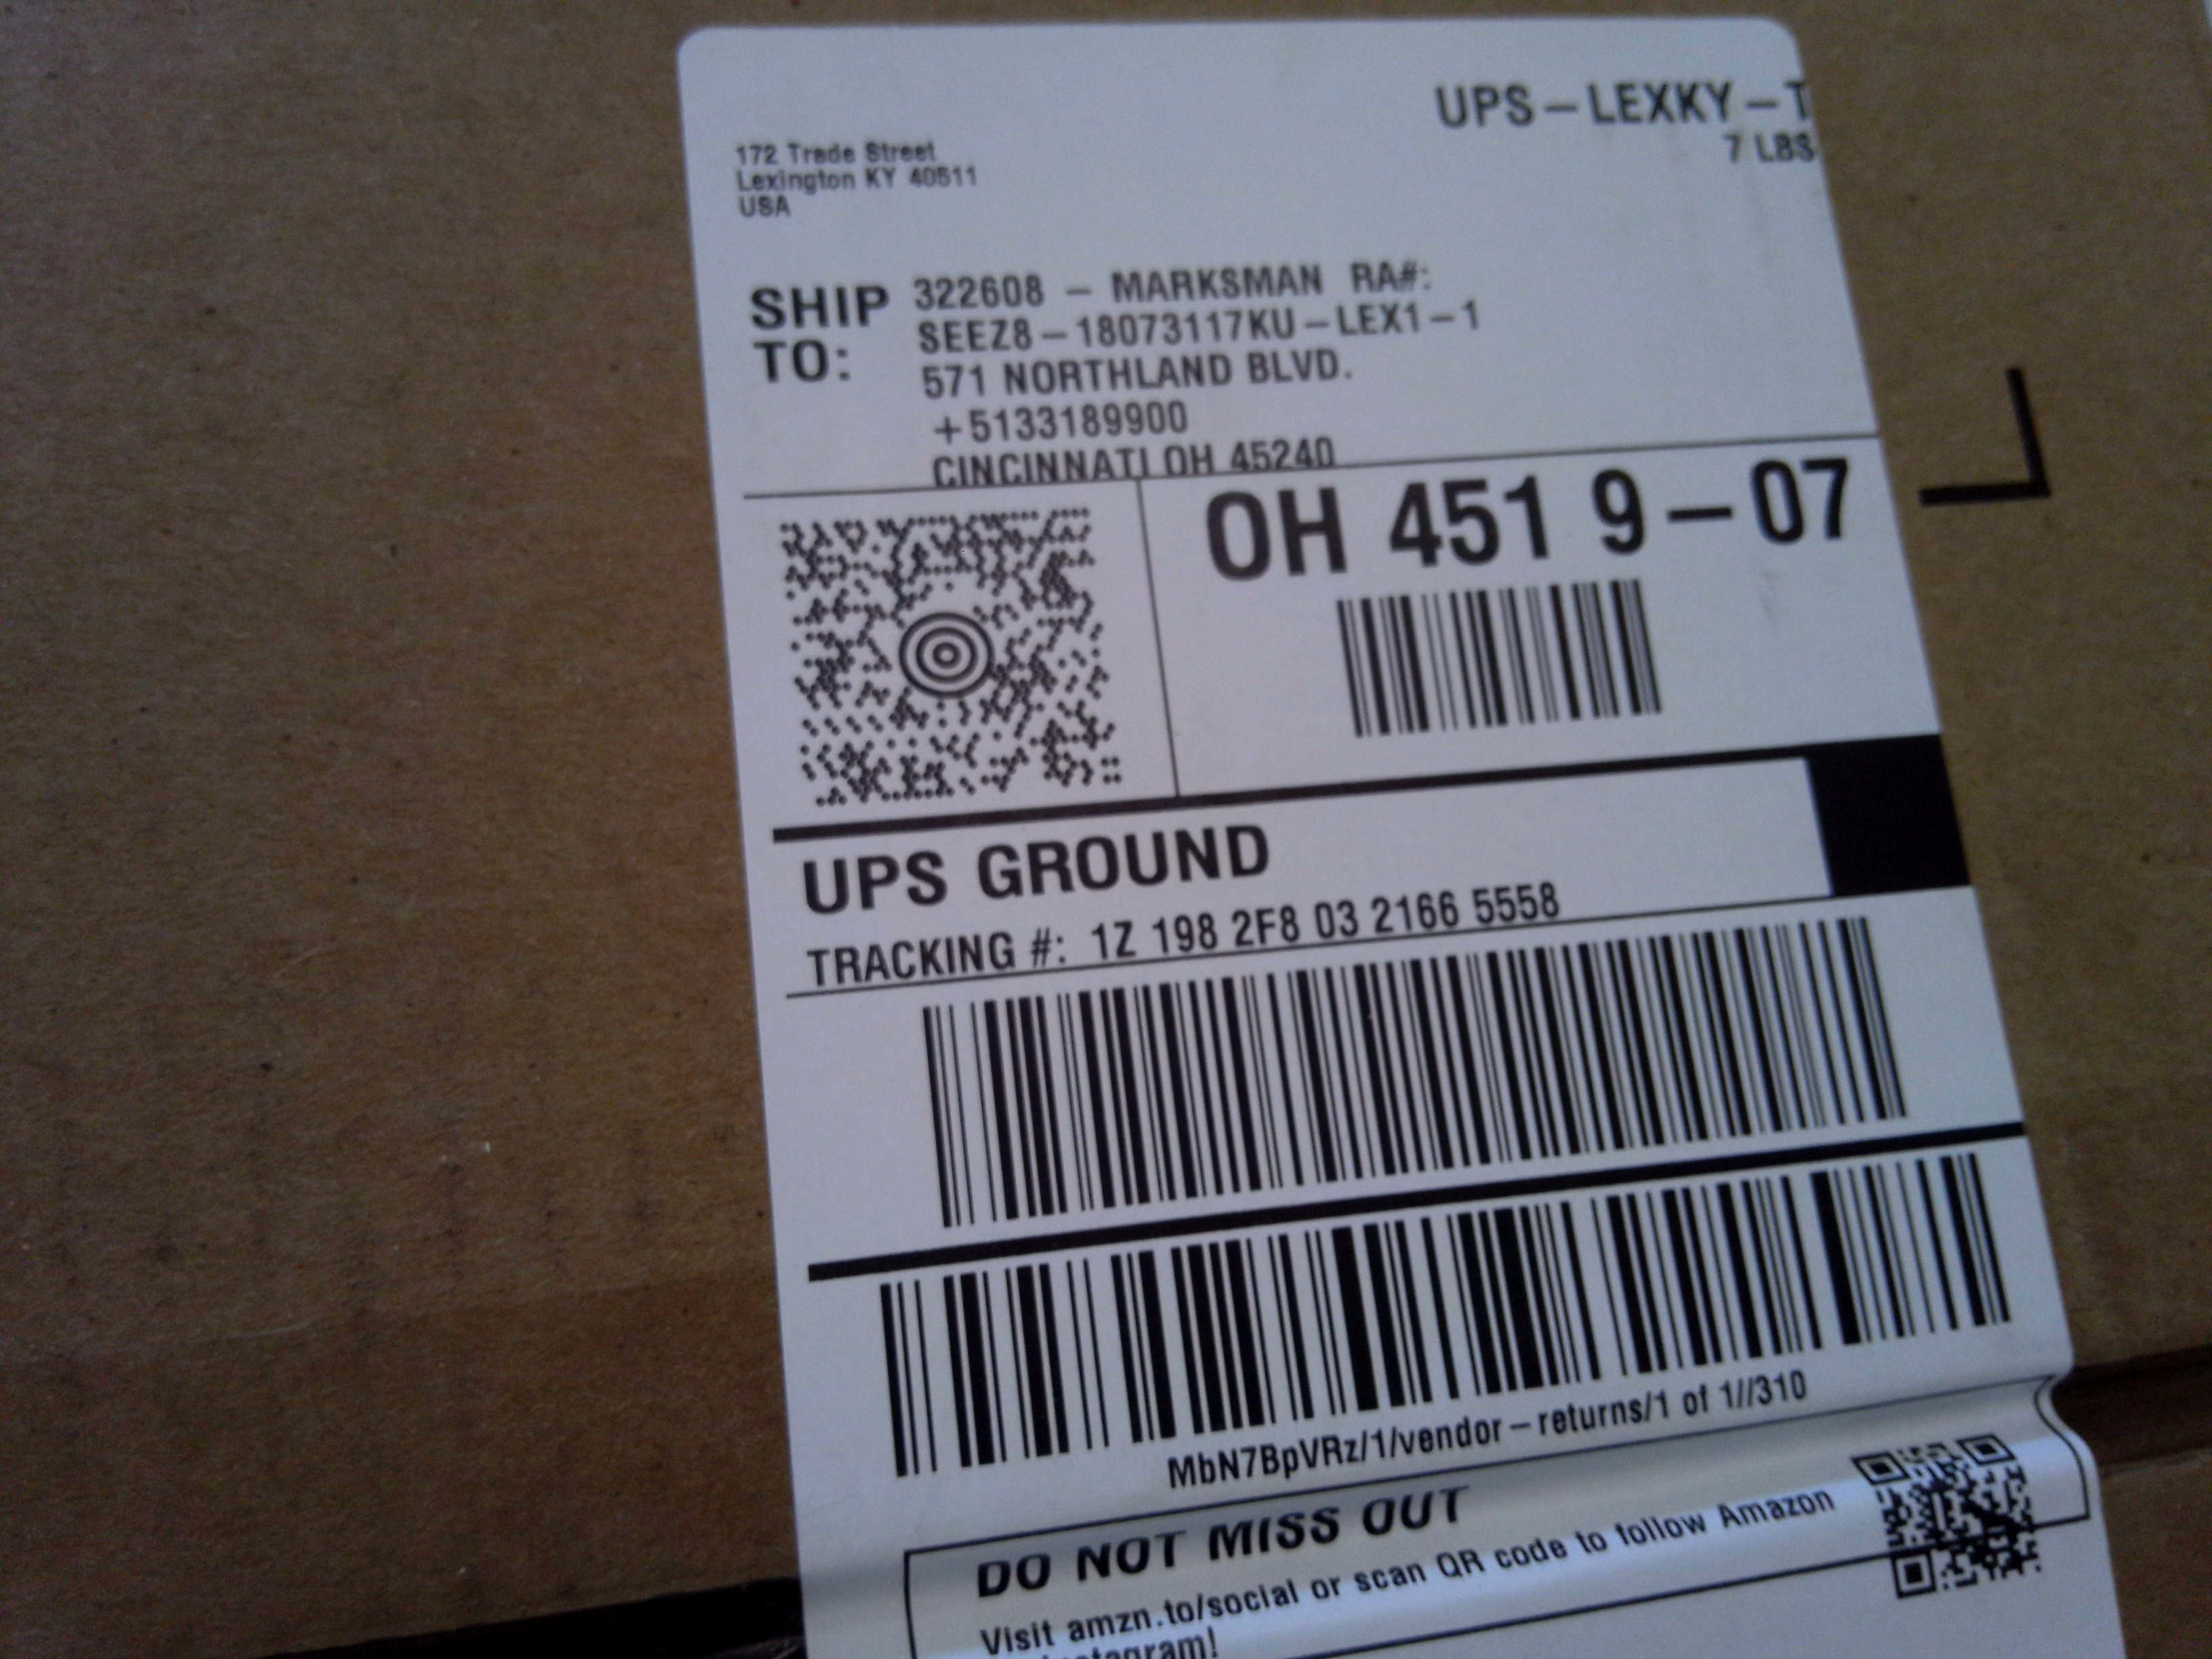 UPS – LEXKY – T
7 LBS
172 Trade Street
Lexington KY 40511
USA
SHIP TO:
322608 – MARKSMAN RA#:
SEEZ8 – 18073117KU – LEX1 – 1
571 NORTHLAND BLVD.
+5133189900
CINCINNATI OH 45240
OH 451 9 – 07
UPS GROUND
TRACKING #: 1Z 198 2F8 03 2166 5558
MbN7BpVRz/1/vendor – returns/1 of 1//310
DO NOT MISS OUT
Visit amzn.to/social or scan QR code to follow Amazon